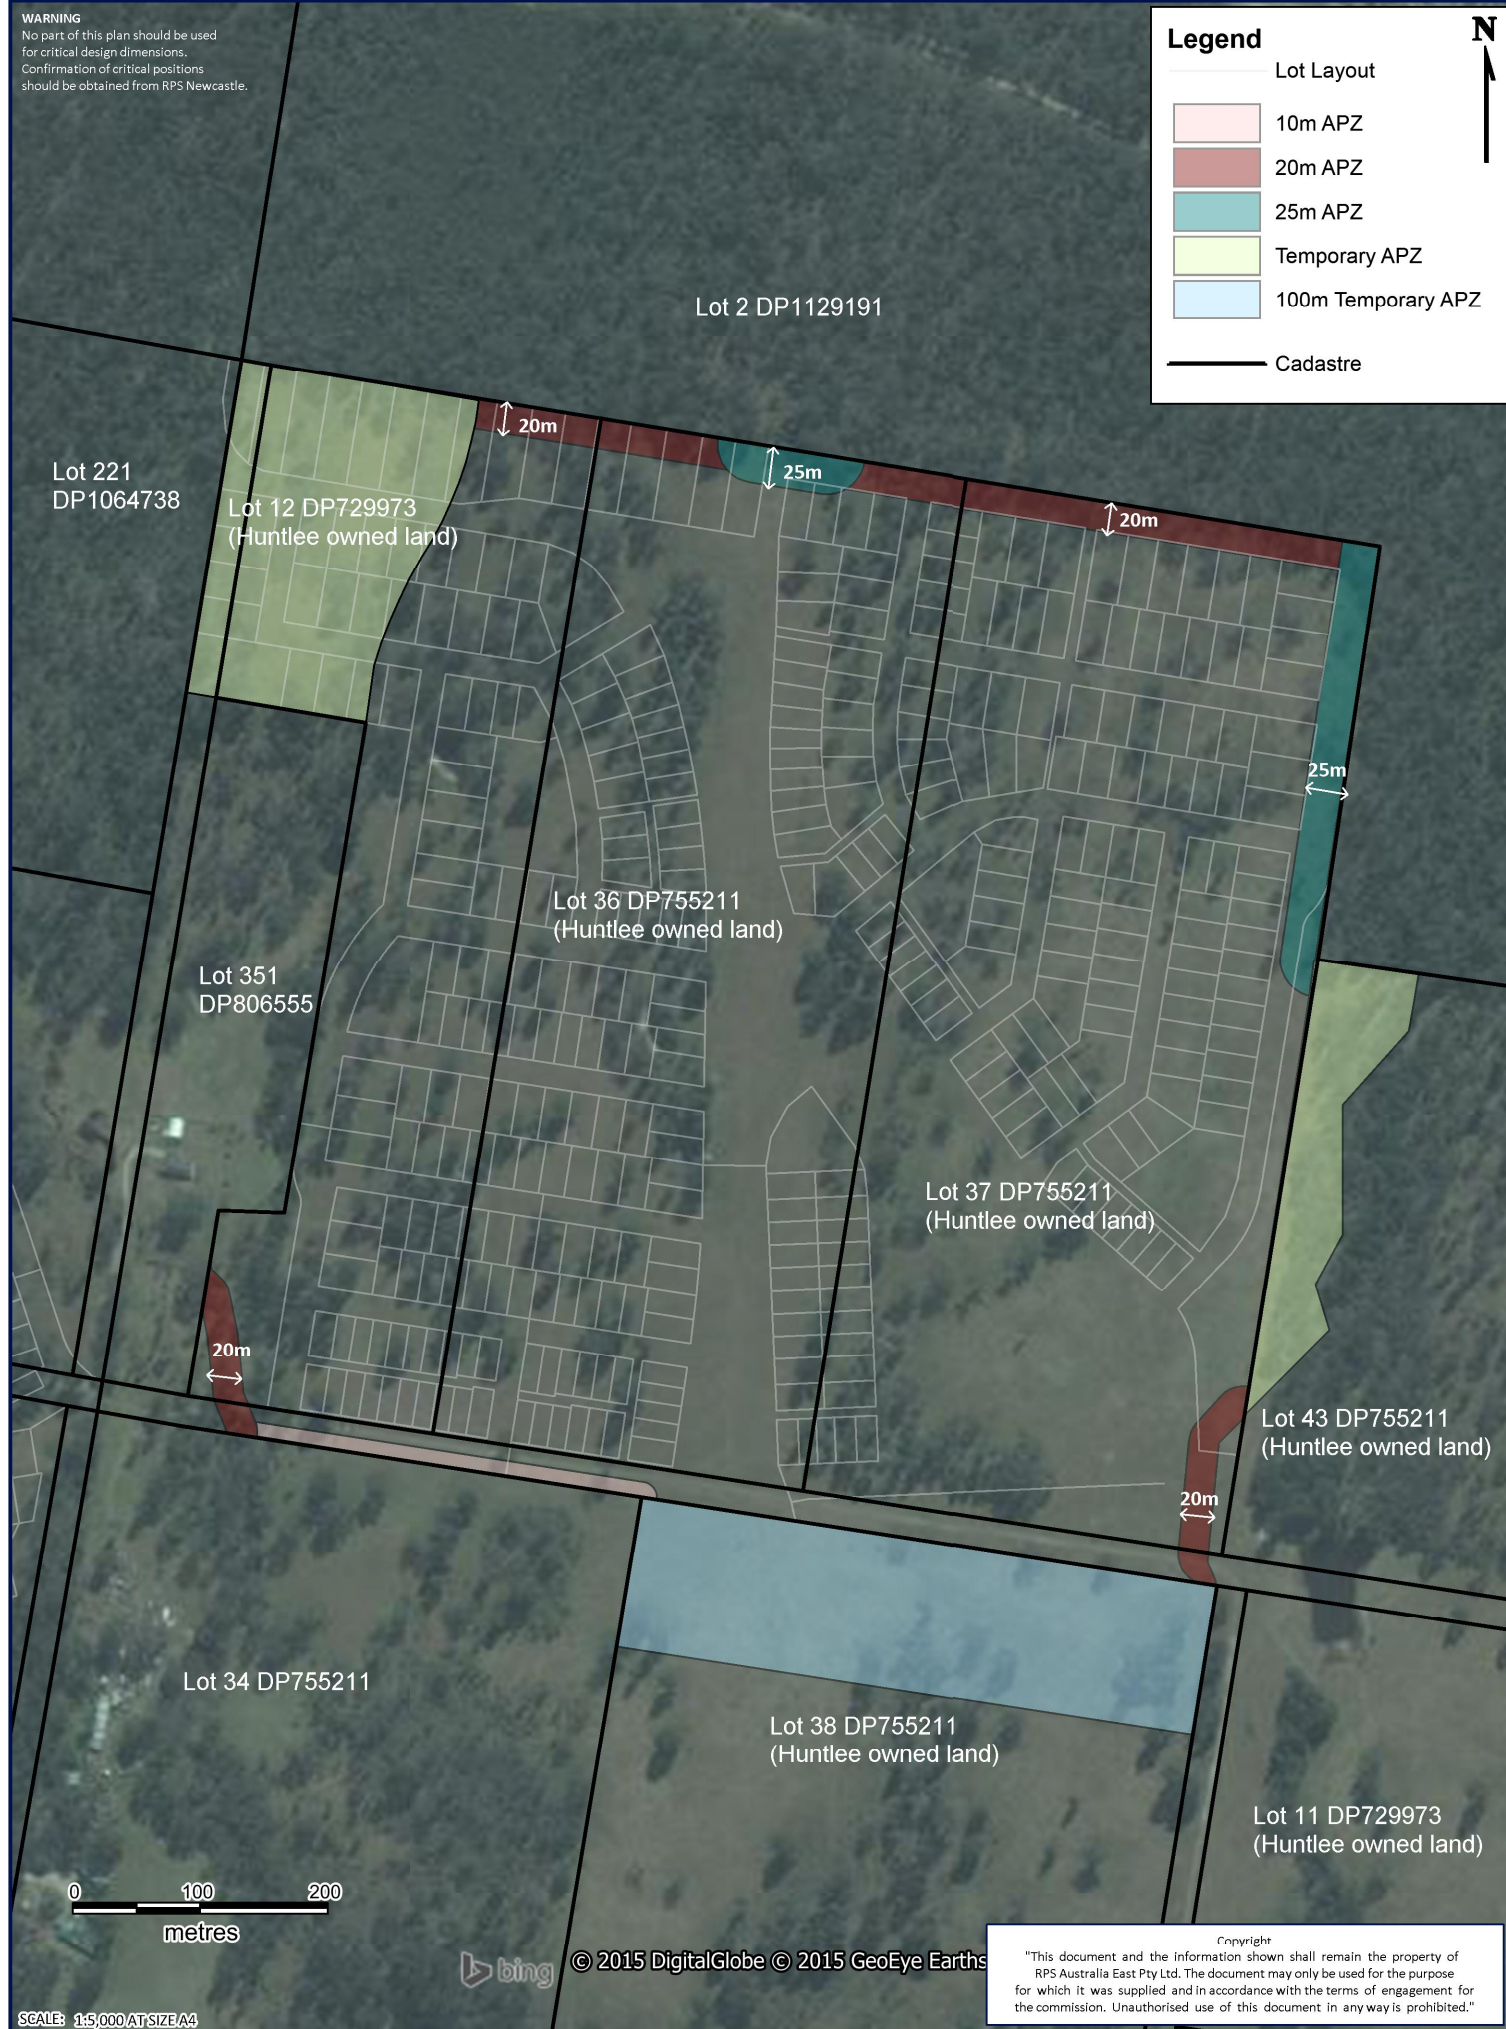 WARNING
No part of this plan should be used
for critical design dimensions.
Confirmation of critical positions
should be obtained from RPS Newcastle.
Legend
N
Lot Layout
10m APZ
20m APZ
25m APZ
Temporary APZ
100m Temporary APZ
Cadastre
Lot 2 DP1129191
20m
25m
20m
Lot 221
DP1064738
Lot 12 DP729973
(Huntlee owned land)
25m
Lot 36 DP755211
(Huntlee owned land)
Lot 351
DP806555
Lot 37 DP755211
(Huntlee owned land)
20m
Lot 43 DP755211
(Huntlee owned land)
20m
Lot 34 DP755211
Lot 38 DP755211
(Huntlee owned land)
Lot 11 DP729973
(Huntlee owned land)
0 100 200
metres
bing
© 2015 DigitalGlobe © 2015 GeoEye Earths
Copyright
"This document and the information shown shall remain the property of
RPS Australia East Pty Ltd. The document may only be used for the purpose
for which it was supplied and in accordance with the terms of engagement for
the commission. Unauthorised use of this document in any way is prohibited."
SCALE: 1:5,000 AT SIZE A4